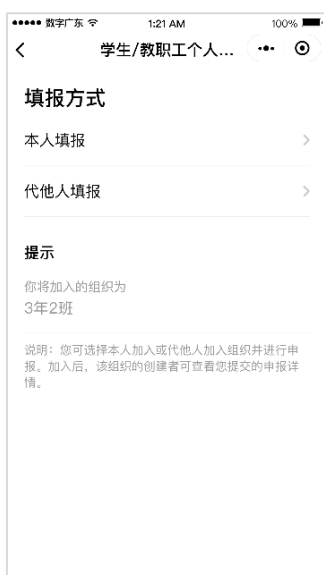 数字广东 1:21 AM 100%
学生/教职工个人...
填报方式
本人填报
代他人填报
提示
你将加入的组织为
3年2班
说明：您可选择本人加入或代他人加入组织并进行申
报。加入后，该组织的创建者可查看您提交的申报详
情。